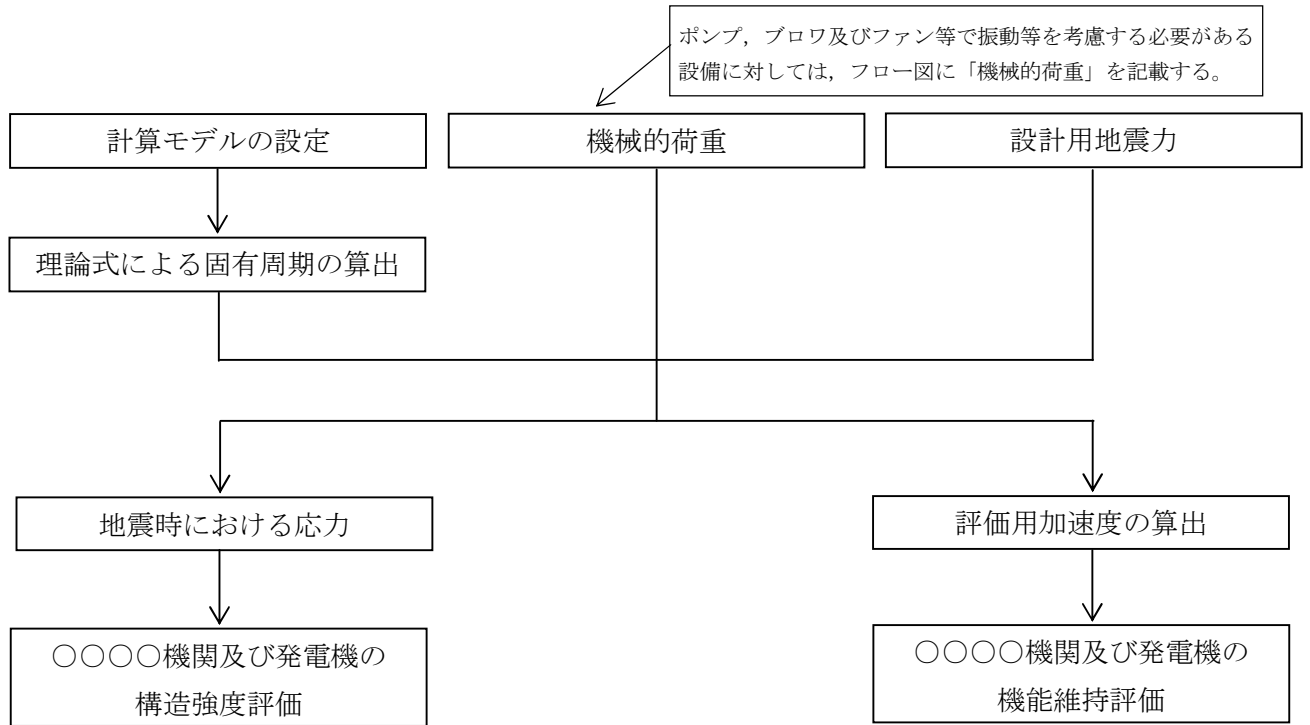 ポンプ，ブロワ及びファン等で振動等を考慮する必要がある
設備に対しては，フロー図に「機械的荷重」を記載する。
計算モデルの設定
機械的荷重
設計用地震力
理論式による固有周期の算出
地震時における応力
評価用加速度の算出
○○○○機関及び発電機の
構造強度評価
○○○○機関及び発電機の
機能維持評価